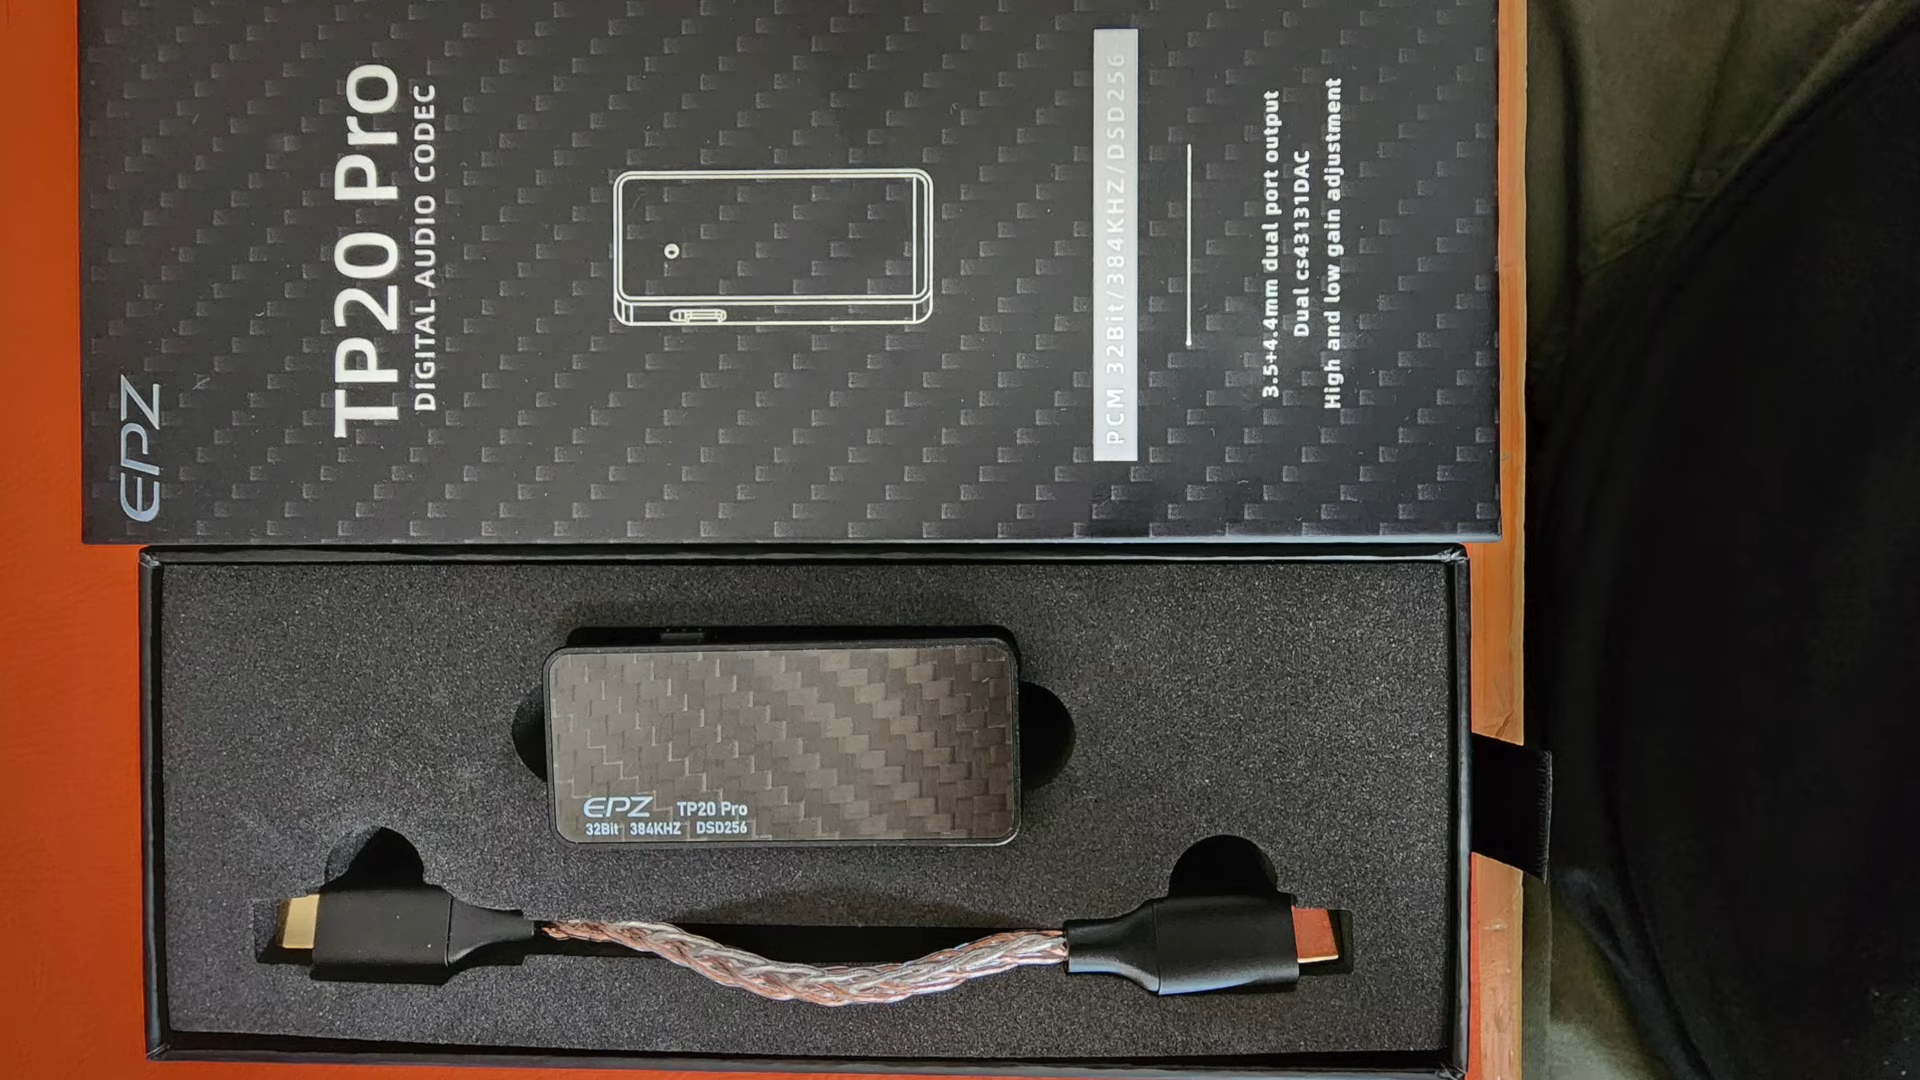 EPZ
TP20 Pro
DIGITAL AUDIO CODEC
PCM 32Bit/384KHZ/DSD256
3.5+4.4mm dual port output
Dual cs43131DAC
High and low gain adjustment
EPZ TP20 Pro
32Bit 384KHZ DSD256